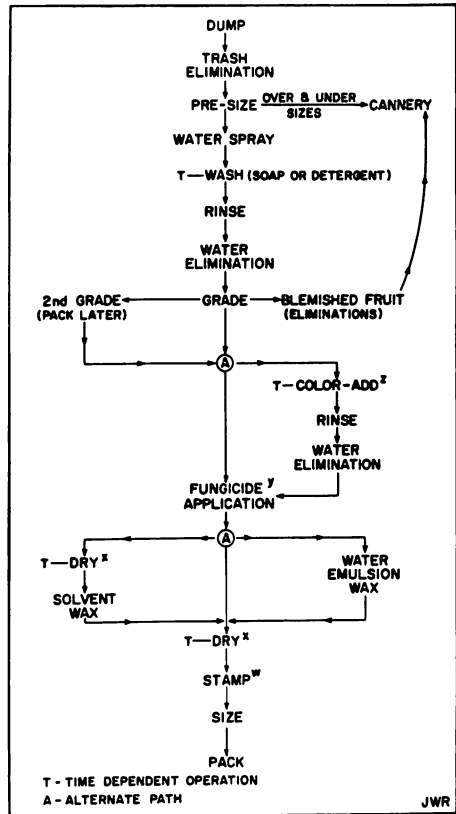 DUMP
TRASH
ELIMINATION
PRE-SIZE
OVER & UNDER
SIZES
CANNERY
WATER SPRAY
T—WASH (SOAP OR DETERGENT)
RINSE
WATER
ELIMINATION
2nd GRADE
(PACK LATER)
GRADE
BLEMISHED FRUIT
(ELIMINATIONS)
A
T—COLOR-ADD z
RINSE
WATER
ELIMINATION
FUNGICIDE y
APPLICATION
A
T—DRY x
SOLVENT
WAX
WATER
EMULSION
WAX
T—DRY x
STAMP w
SIZE
PACK
T - TIME DEPENDENT OPERATION
A - ALTERNATE PATH
JWR